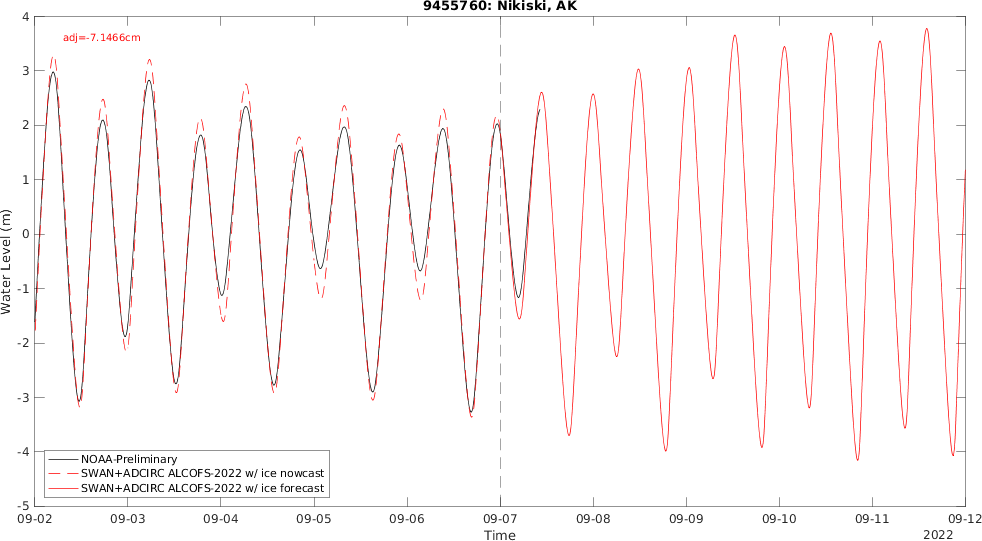 9455760: Nikiski, AK
adj=-7.1466cm
4
3
2
1
0
-1
-2
-3
-4
-5
Water Level (m)
NOAA-Preliminary
SWAN+ADCIRC ALCOFS-2022 w/ ice nowcast
SWAN+ADCIRC ALCOFS-2022 w/ ice forecast
09-02 09-03 09-04 09-05 09-06 09-07 09-08 09-09 09-10 09-11 09-12
Time
2022